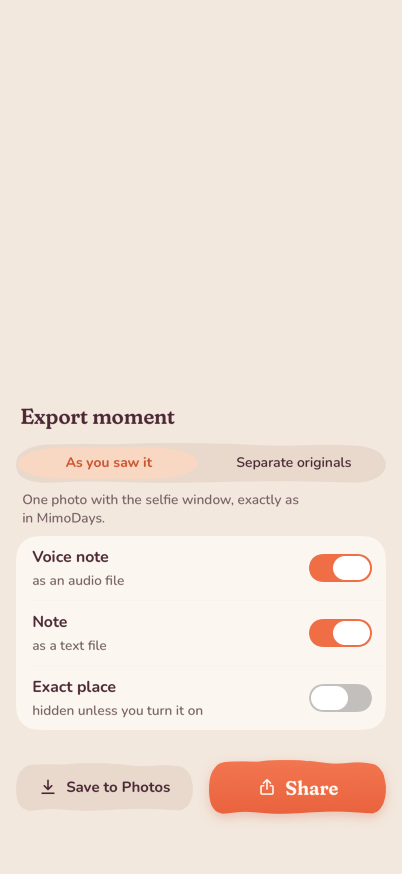 Export moment
As you saw it
Separate originals
One photo with the selfie window, exactly as
in MimoDays.
Voice note
as an audio file
Note
as a text file
Exact place
hidden unless you turn it on
Save to Photos
Share